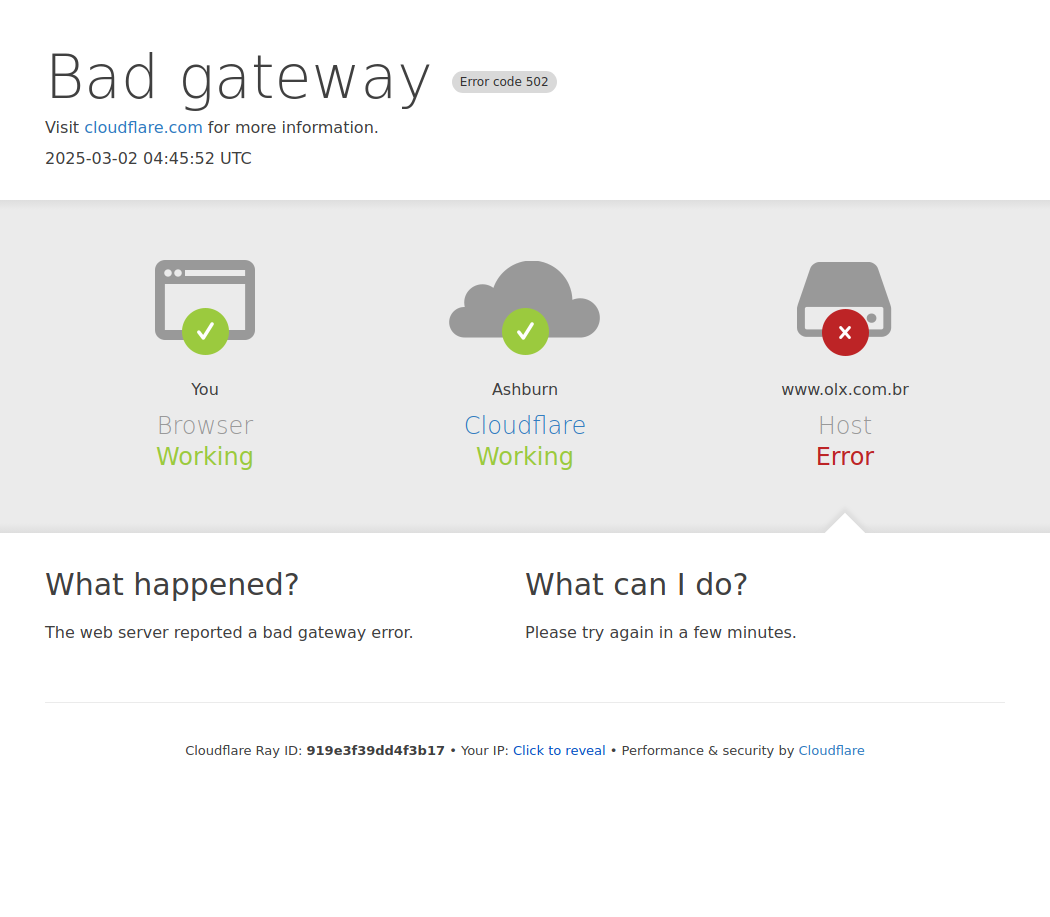 Bad gateway Error code 502
Visit cloudflare.com for more information.
2025-03-02 04:45:52 UTC
You
Browser
Working
Ashburn
Cloudflare
Working
www.olx.com.br
Host
Error
What happened?
The web server reported a bad gateway error.
What can I do?
Please try again in a few minutes.
Cloudflare Ray ID: 919e3f39dd4f3b17 • Your IP: Click to reveal • Performance & security by Cloudflare